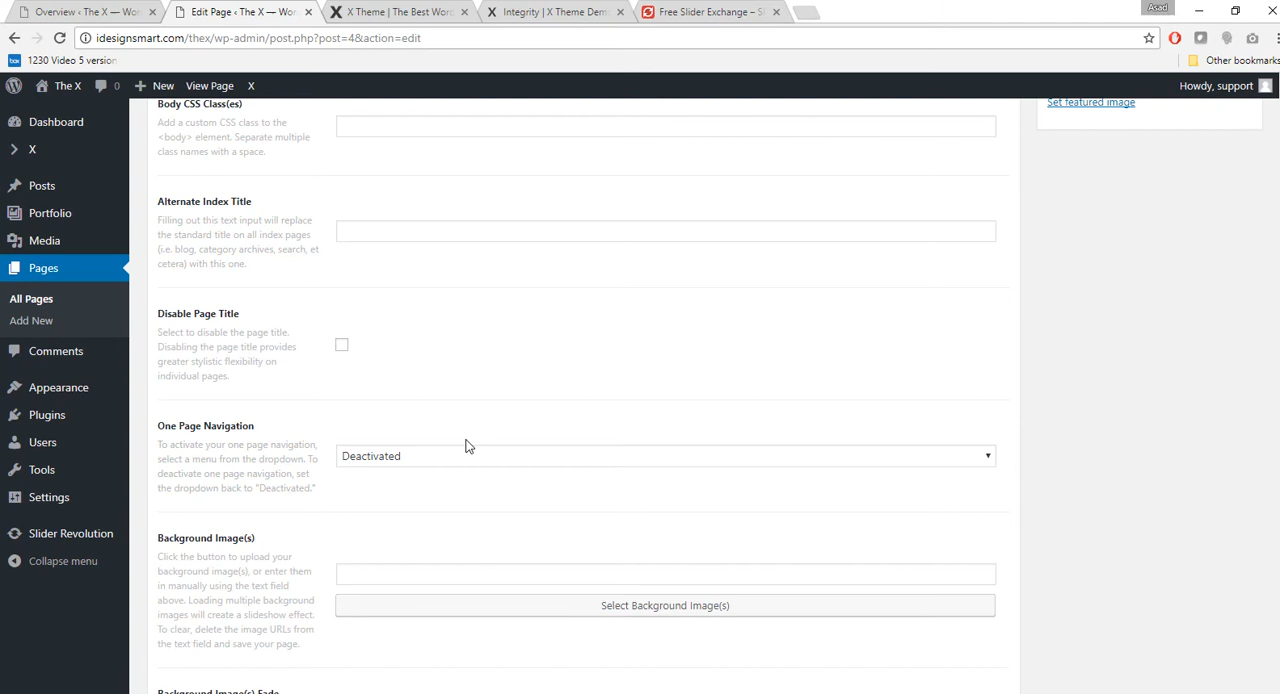 Overview ‹ The X — Wor
Edit Page ‹ The X — Wor
X Theme | The Best Word
Integrity | X Theme Dem
Free Slider Exchange – S
Asad
idesignsmart.com/thex/wp-admin/post.php?post=4&action=edit
1230 Video 5 version
Other bookmarks
The X
0
New
View Page
X
Howdy, support
Dashboard
X
Posts
Portfolio
Media
Pages
All Pages
Add New
Comments
Appearance
Plugins
Users
Tools
Settings
Slider Revolution
Collapse menu
Body CSS Class(es)
Add a custom CSS class to the
<body> element. Separate multiple
class names with a space.
Alternate Index Title
Filling out this text input will replace
the standard title on all index pages
(i.e. blog, category archives, search, et
cetera) with this one.
Disable Page Title
Select to disable the page title.
Disabling the page title provides
greater stylistic flexibility on
individual pages.
One Page Navigation
To activate your one page navigation,
select a menu from the dropdown. To
deactivate one page navigation, set
the dropdown back to "Deactivated."
Deactivated
Background Image(s)
Click the button to upload your
background image(s), or enter them
in manually using the text field
above. Loading multiple background
images will create a slideshow effect.
To clear, delete the image URLs from
the text field and save your page.
Select Background Image(s)
Background Image(s) Fade
Set featured image